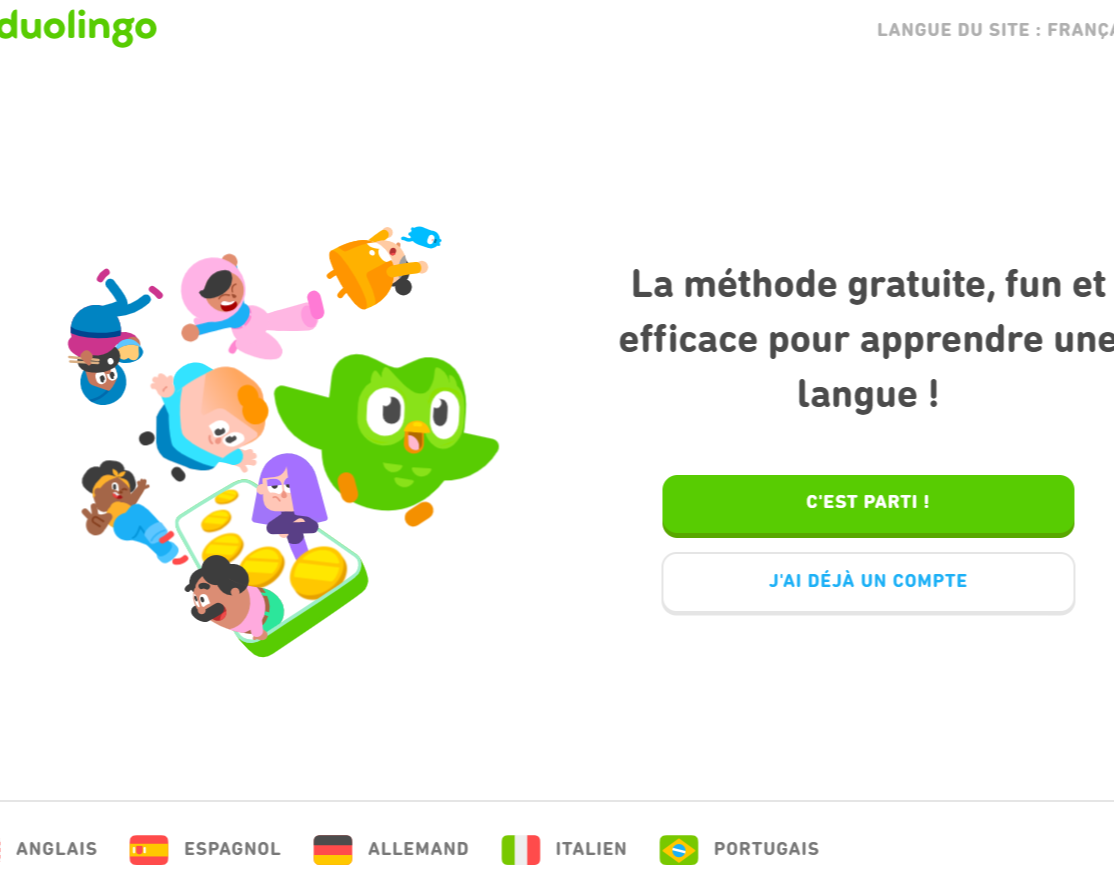 duolingo
LANGUE DU SITE : FRANÇA
La méthode gratuite, fun et
efficace pour apprendre une
langue !
C'EST PARTI !
J'AI DÉJÀ UN COMPTE
ANGLAIS ESPAGNOL ALLEMAND ITALIEN PORTUGAIS